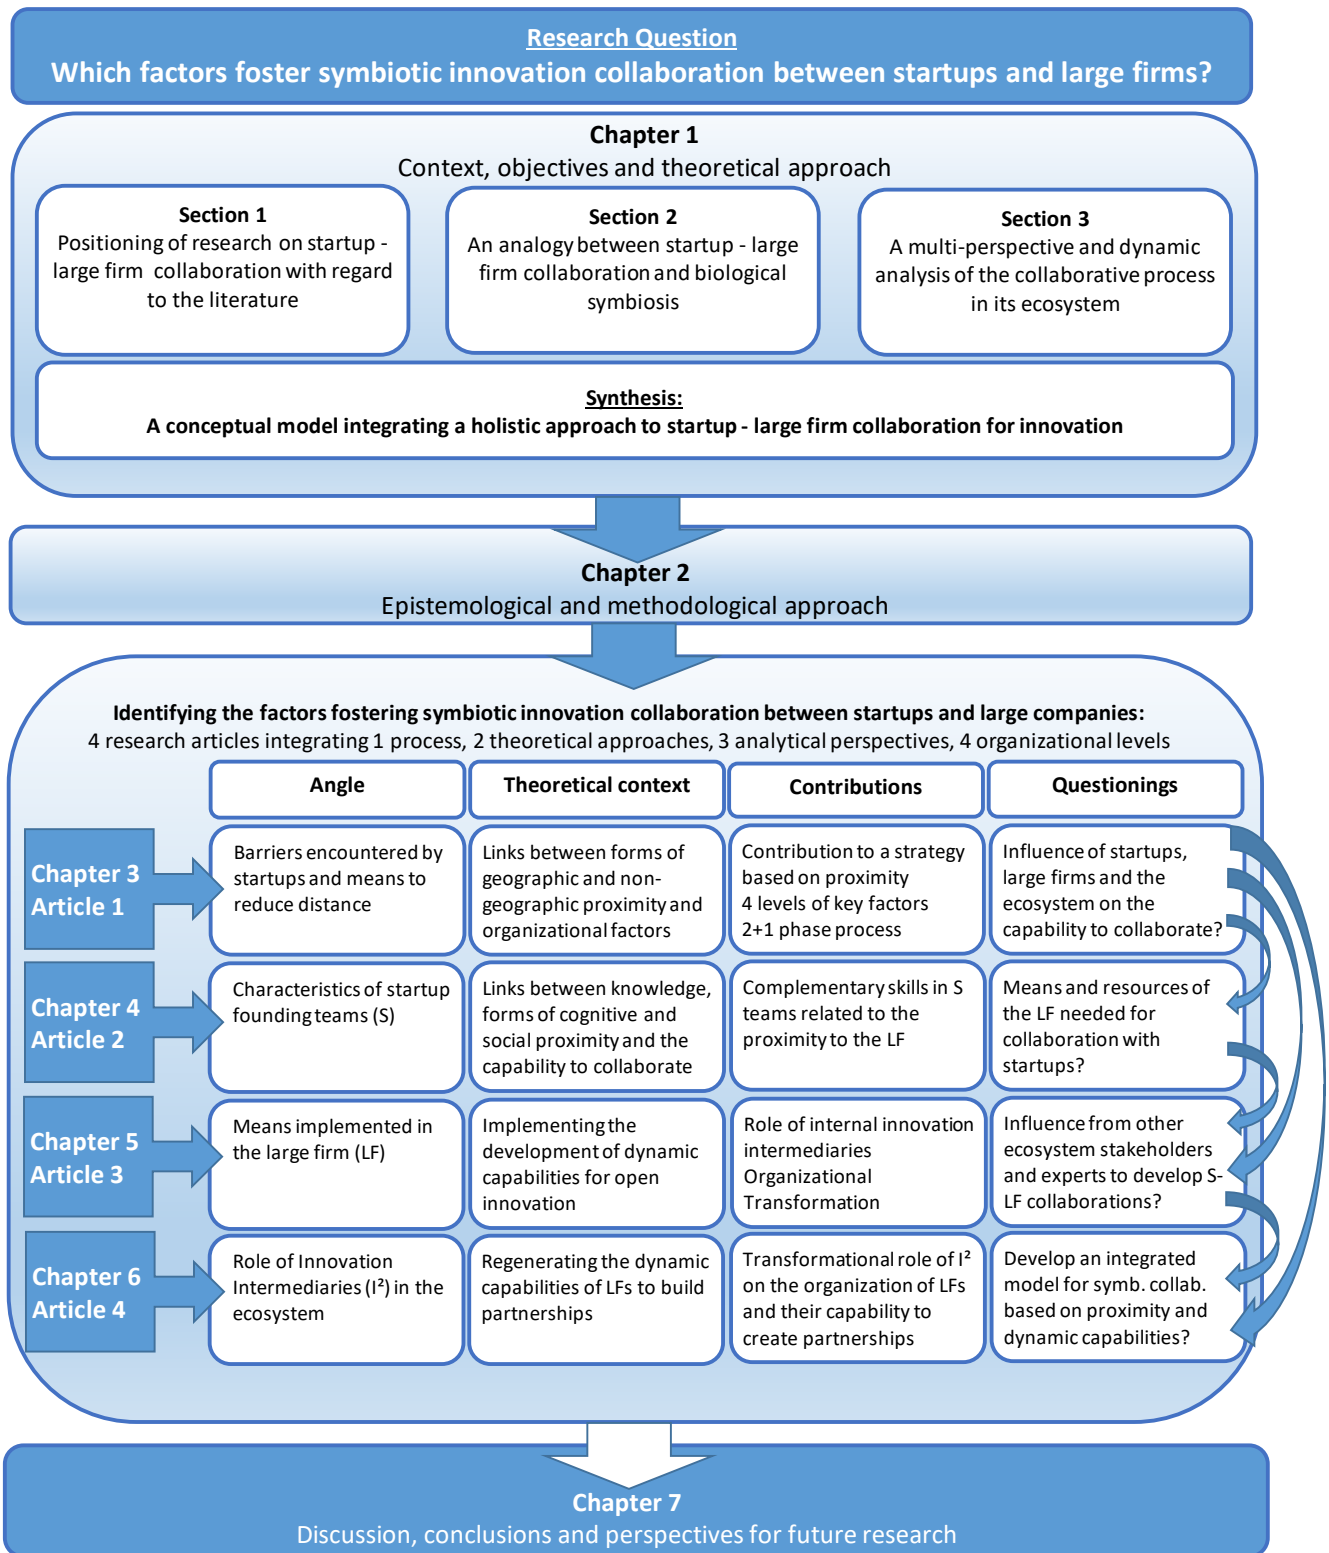 Research Question
Which factors foster symbiotic innovation collaboration between startups and large firms?
Chapter 1
Context, objectives and theoretical approach
Section 1
Positioning of research on startup -
large firm collaboration with regard
to the literature
Section 2
An analogy between startup - large
firm collaboration and biological
symbiosis
Section 3
A multi-perspective and dynamic
analysis of the collaborative process
in its ecosystem
Synthesis:
A conceptual model integrating a holistic approach to startup - large firm collaboration for innovation
Chapter 2
Epistemological and methodological approach
Identifying the factors fostering symbiotic innovation collaboration between startups and large companies:
4 research articles integrating 1 process, 2 theoretical approaches, 3 analytical perspectives, 4 organizational levels
Angle
Theoretical context
Contributions
Questionings
Chapter 3
Article 1
Barriers encountered by
startups and means to
reduce distance
Links between forms of
geographic and non-
geographic proximity and
organizational factors
Contribution to a strategy
based on proximity
4 levels of key factors
2+1 phase process
Influence of startups,
large firms and the
ecosystem on the
capability to collaborate?
Chapter 4
Article 2
Characteristics of startup
founding teams (S)
Links between knowledge,
forms of cognitive and
social proximity and the
capability to collaborate
Complementary skills in S
teams related to the
proximity to the LF
Means and resources of
the LF needed for
collaboration with
startups?
Chapter 5
Article 3
Means implemented in
the large firm (LF)
Implementing the
development of dynamic
capabilities for open
innovation
Role of internal innovation
intermediaries
Organizational
Transformation
Influence from other
ecosystem stakeholders
and experts to develop S-
LF collaborations?
Chapter 6
Article 4
Role of Innovation
Intermediaries (I²) in the
ecosystem
Regenerating the dynamic
capabilities of LFs to build
partnerships
Transformational role of I²
on the organization of LFs
and their capability to
create partnerships
Develop an integrated
model for symb. collab.
based on proximity and
dynamic capabilities?
Chapter 7
Discussion, conclusions and perspectives for future research